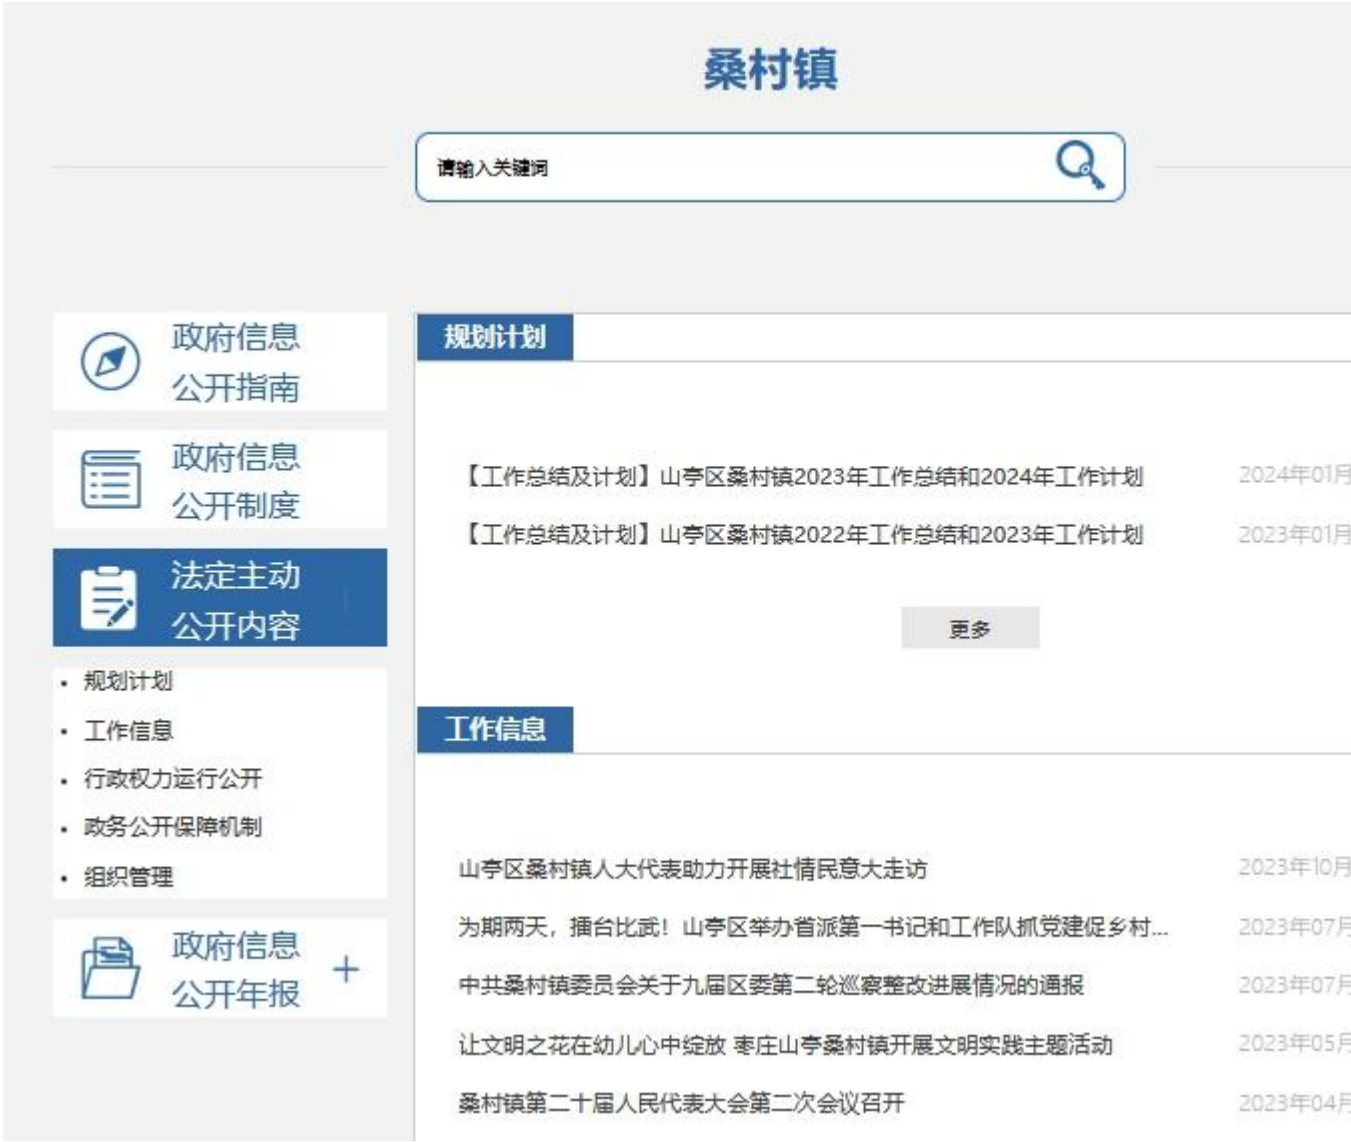 桑村镇
请输入关键词
政府信息
公开指南
政府信息
公开制度
法定主动
公开内容
规划计划
工作信息
行政权力运行公开
政务公开保障机制
组织管理
政府信息
公开年报
规划计划
【工作总结及计划】山亭区桑村镇2023年工作总结和2024年工作计划 2024年01月
【工作总结及计划】山亭区桑村镇2022年工作总结和2023年工作计划 2023年01月
更多
工作信息
山亭区桑村镇人大代表助力开展社情民意大走访 2023年10月
为期两天，擂台比武！山亭区举办省派第一书记和工作队抓党建促乡村... 2023年07月
中共桑村镇委员会关于九届区委第二轮巡察整改进展情况的通报 2023年07月
让文明之花在幼儿心中绽放 枣庄山亭桑村镇开展文明实践主题活动 2023年05月
桑村镇第二十届人民代表大会第二次会议召开 2023年04月